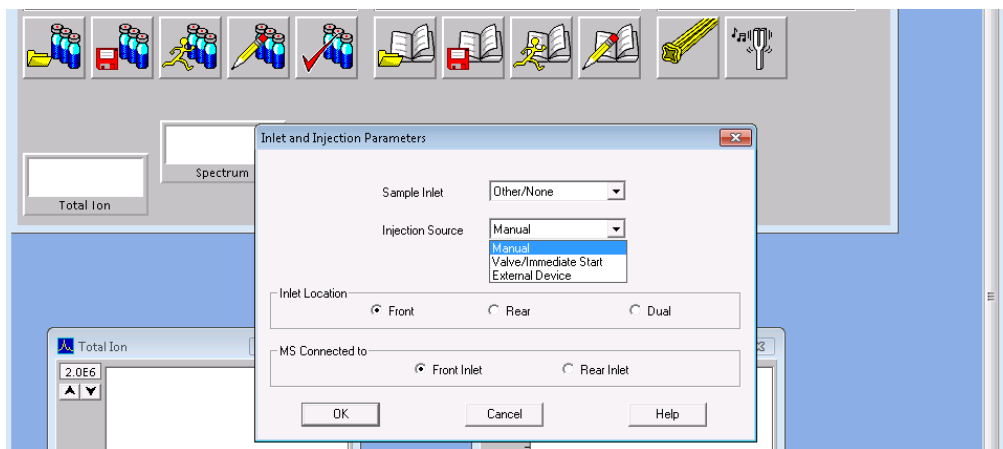 Inlet and Injection Parameters
Sample Inlet Other/None
Spectrum
Total Ion
Injection Source Manual
Manual
Valve/Immediate Start
External Device
Inlet Location
Front Rear Dual
Total Ion
MS Connected to
2.0E6
Front Inlet Rear Inlet
OK Cancel Help